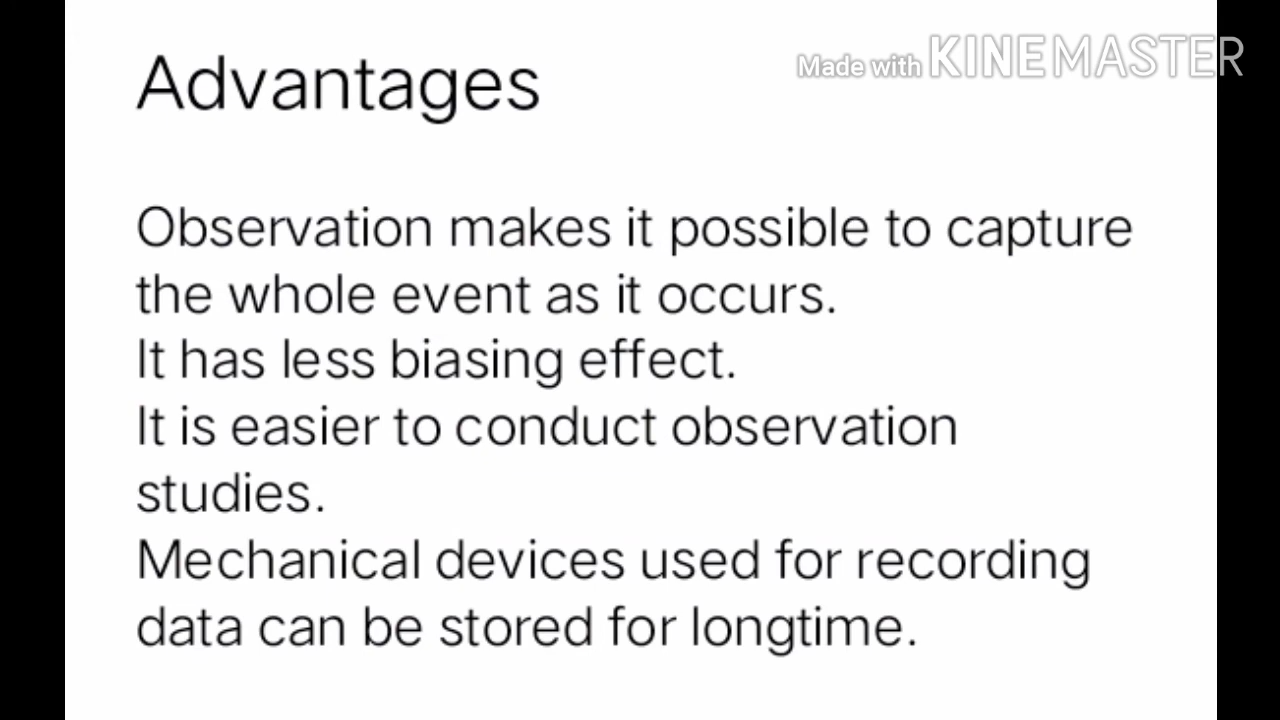 Advantages
Made with KINEMASTER
Observation makes it possible to capture
the whole event as it occurs.
It has less biasing effect.
It is easier to conduct observation
studies.
Mechanical devices used for recording
data can be stored for longtime.